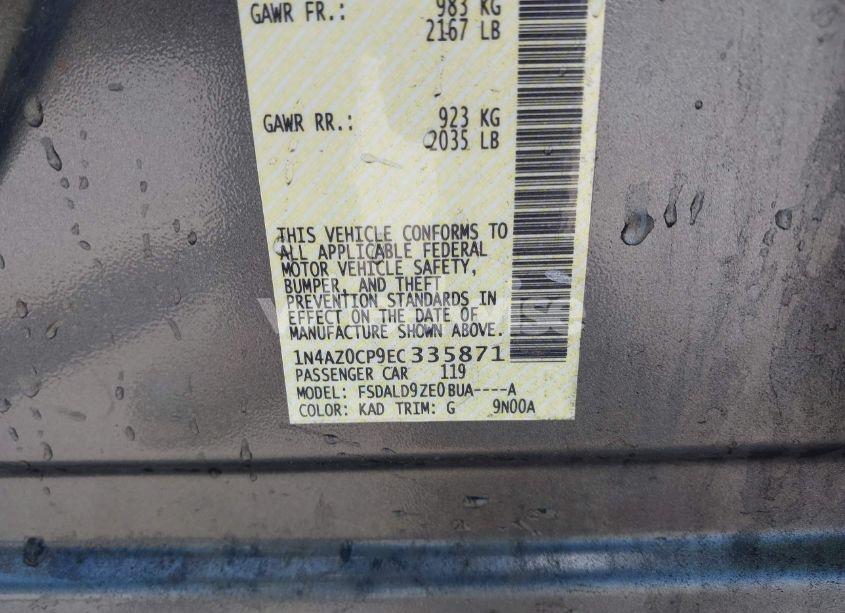 GAWR FR.: 983 KG
2167 LB
GAWR RR.: 923 KG
2035 LB
THIS VEHICLE CONFORMS TO
ALL APPLICABLE FEDERAL
MOTOR VEHICLE SAFETY,
BUMPER, AND THEFT
PREVENTION STANDARDS IN
EFFECT ON THE DATE OF
MANUFACTURE SHOWN ABOVE.
1N4AZ0CP9EC335871
PASSENGER CAR 119
MODEL: FSDALD9ZE0BUA----A
COLOR: KAD TRIM: G 9N00A